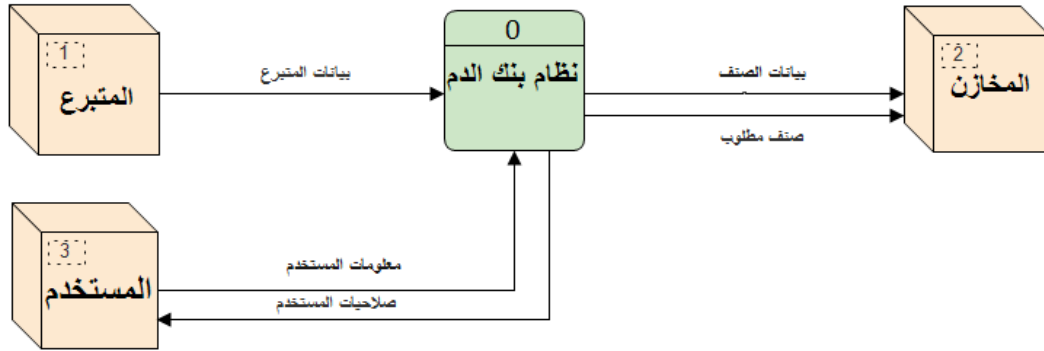 1
المتبرع
بيانات المتبرع
0
نظام بنك الدم
بيانات الصنف
صنف مطلوب
2
المخازن
3
المستخدم
معلومات المستخدم
صلاحيات المستخدم